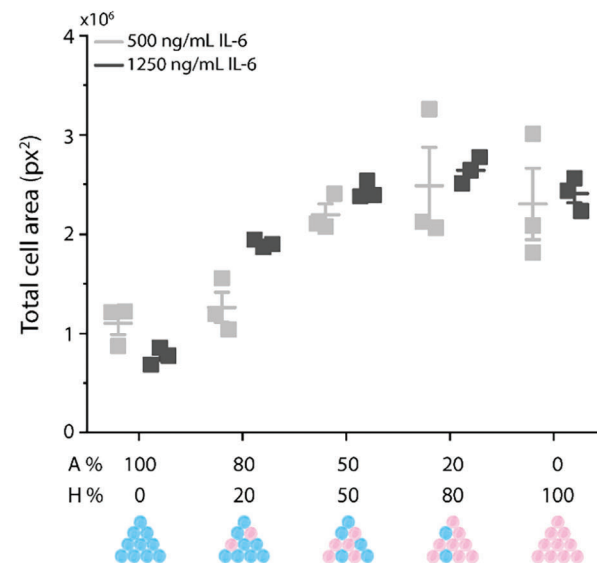 x10⁶
4
500 ng/mL IL-6
1250 ng/mL IL-6
3
2
1
0
Total cell area (px²)
A % 100 80 50 20 0
H % 0 20 50 80 100